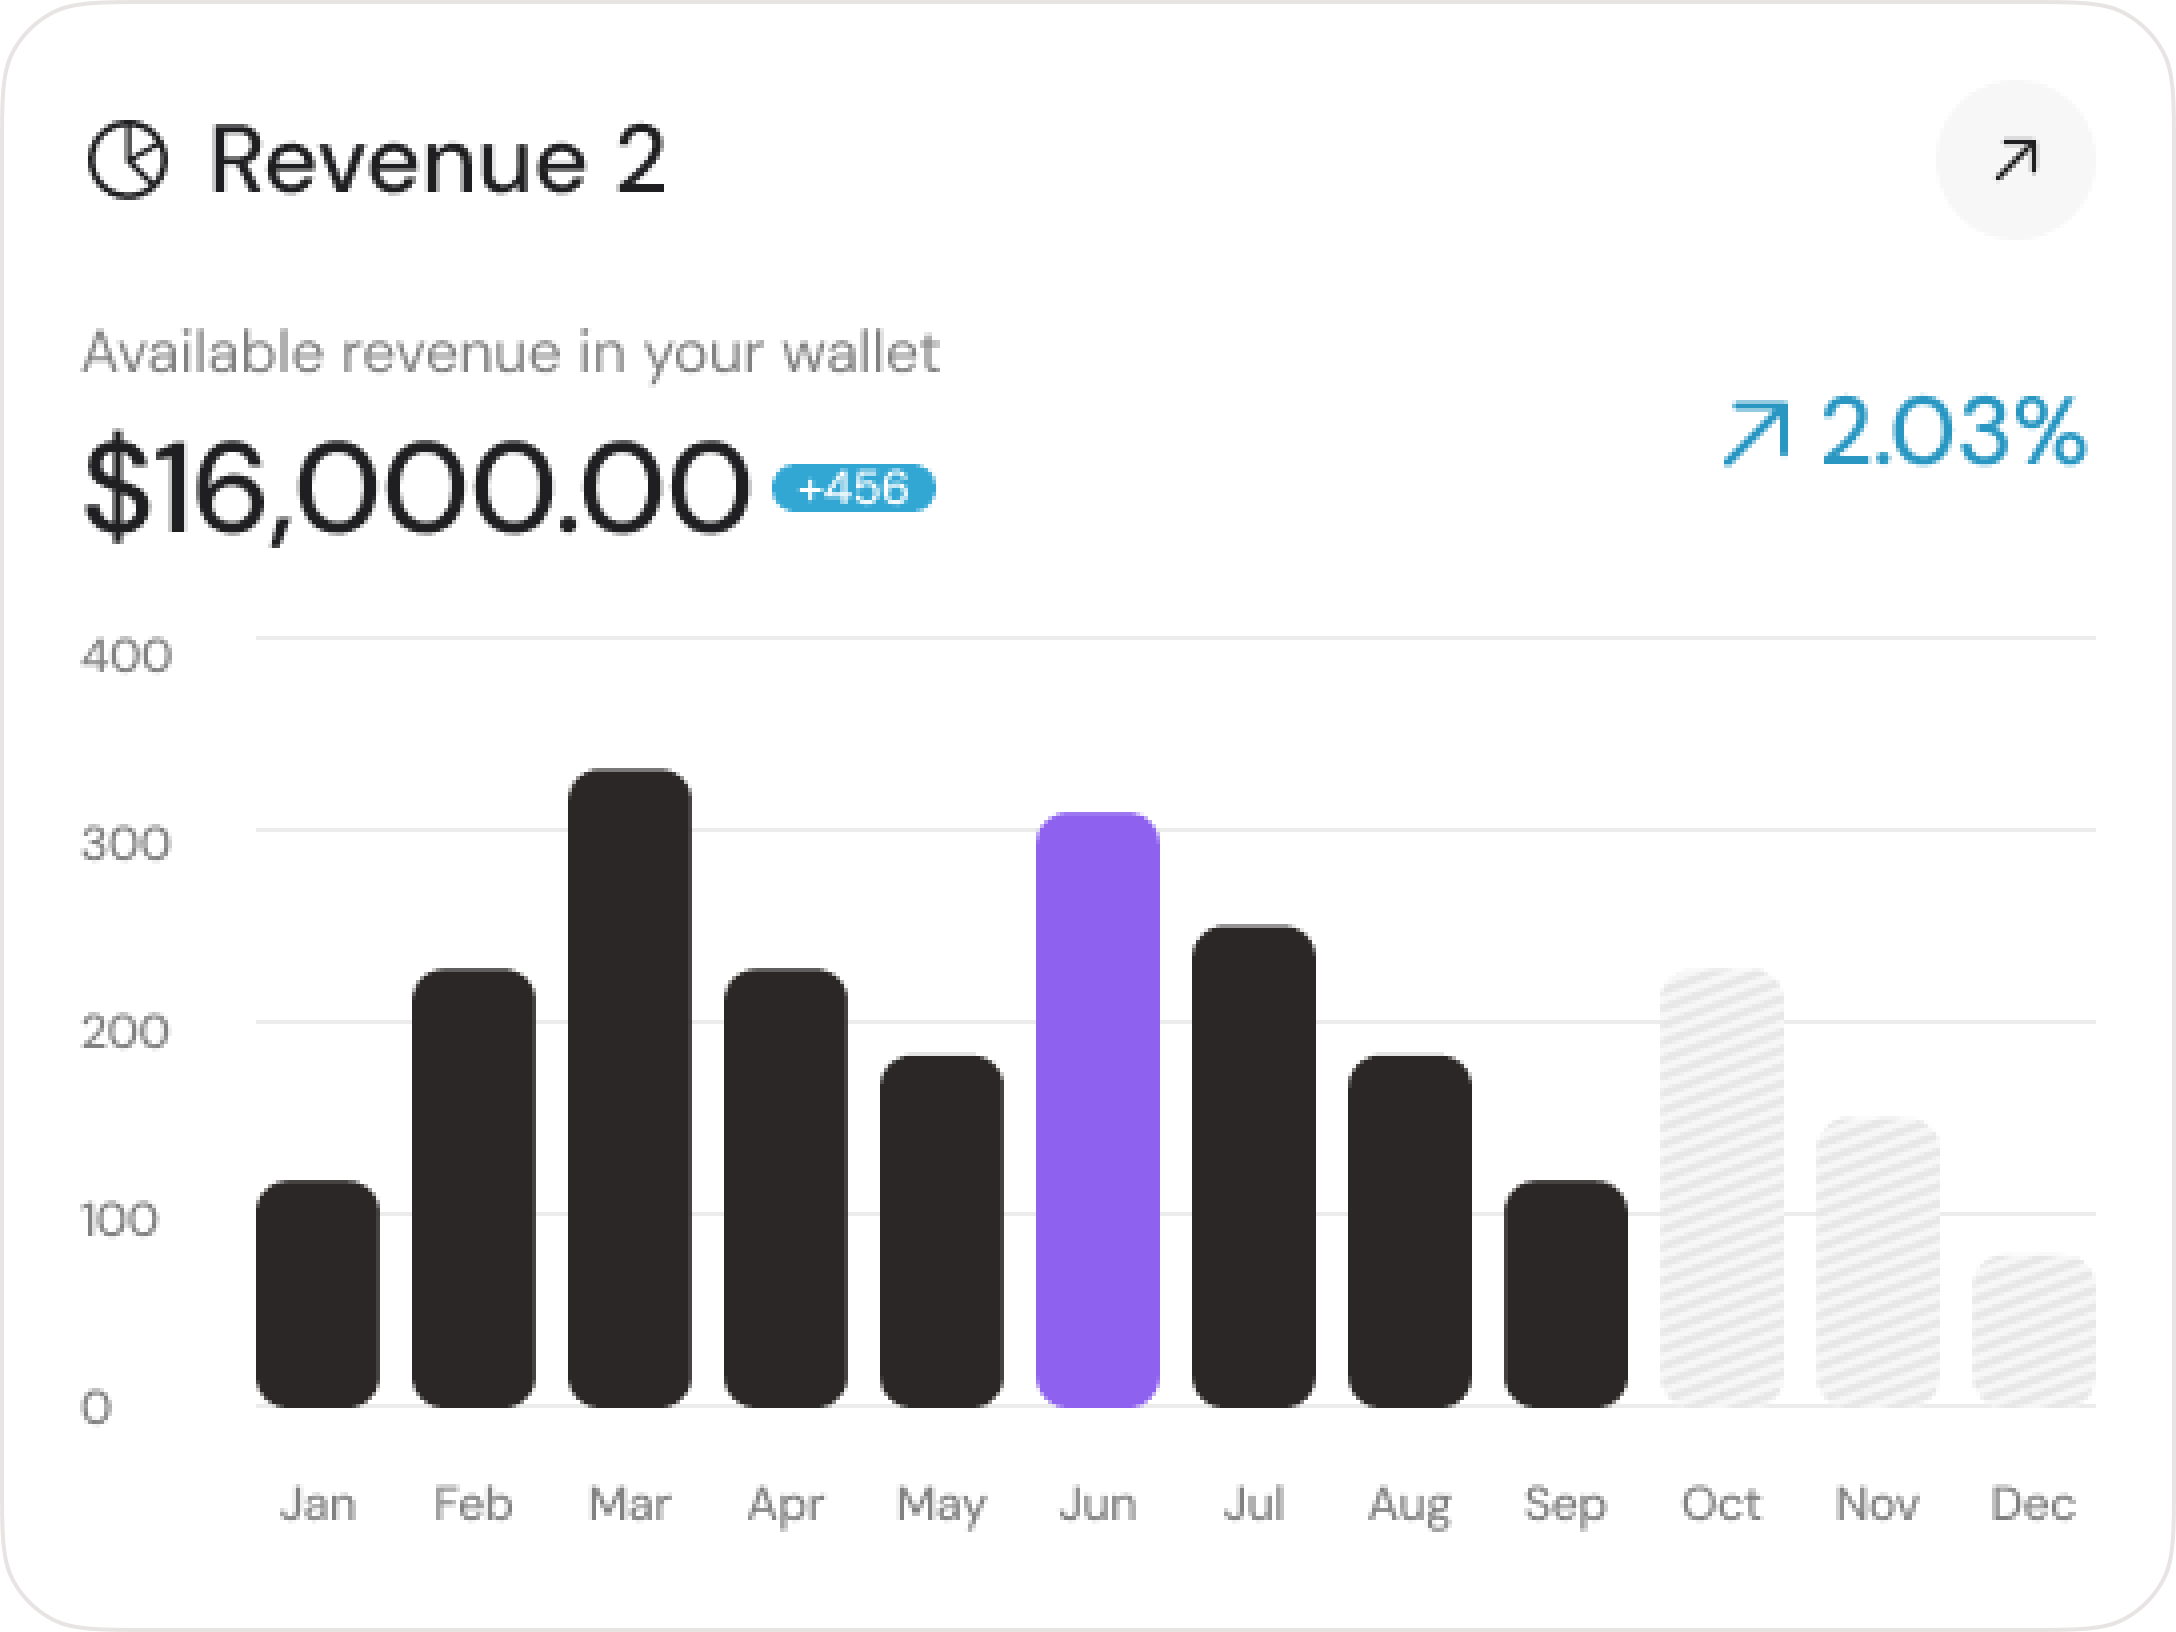 Revenue 2
Available revenue in your wallet
$16,000.00 +456
2.03%
400
300
200
100
0
Jan Feb Mar Apr May Jun Jul Aug Sep Oct Nov Dec